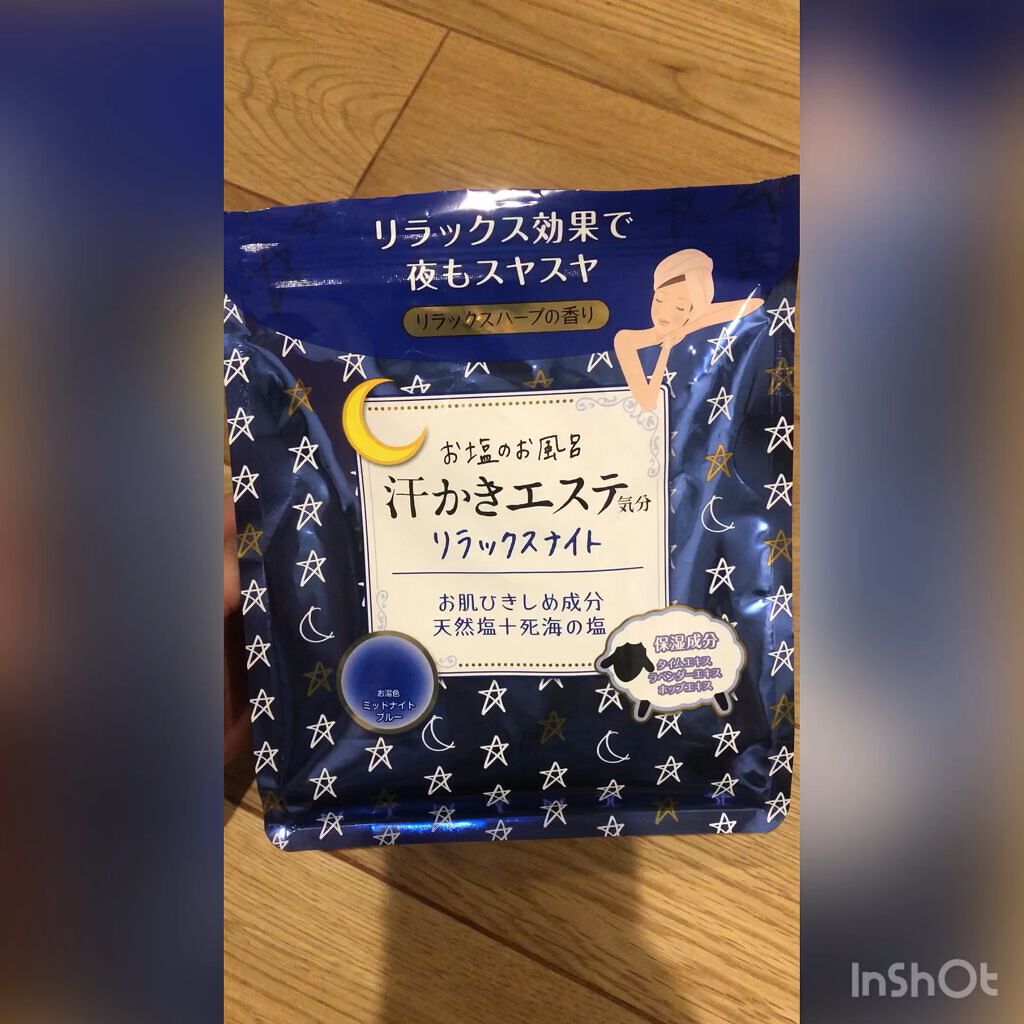 リラックス効果で
夜もスヤスヤ
リラックスハーブの香り
お塩のお風呂
汗かきエステ気分
リラックスナイト
お肌ひきしめ成分
天然塩+死海の塩
保湿成分
タイムエキス
ラベンダーエキス
ホップエキス
お湯色
ミッドナイト
ブルー
InShOt